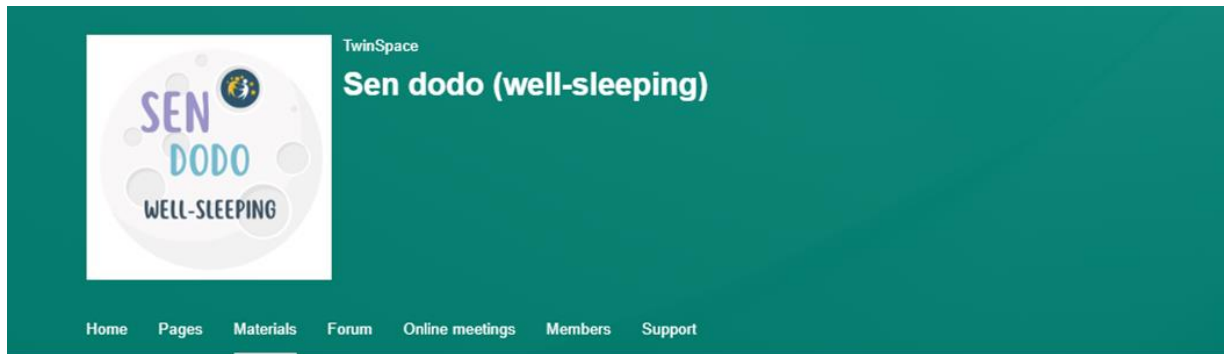 TwinSpace
Sen dodo (well-sleeping)
SEN
DODO
WELL-SLEEPING
Home Pages Materials Forum Online meetings Members Support